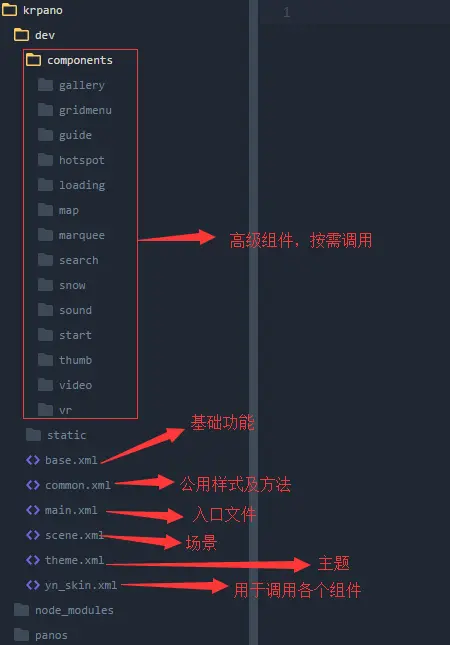 krpano
1
dev
components
gallery
gridmenu
guide
hotspot
loading
map
marquee
高级组件，按需调用
search
snow
sound
start
thumb
video
vr
基础功能
static
base.xml
common.xml
公用样式及方法
main.xml
入口文件
scene.xml
场景
theme.xml
主题
yn_skin.xml
用于调用各个组件
node_modules
panos